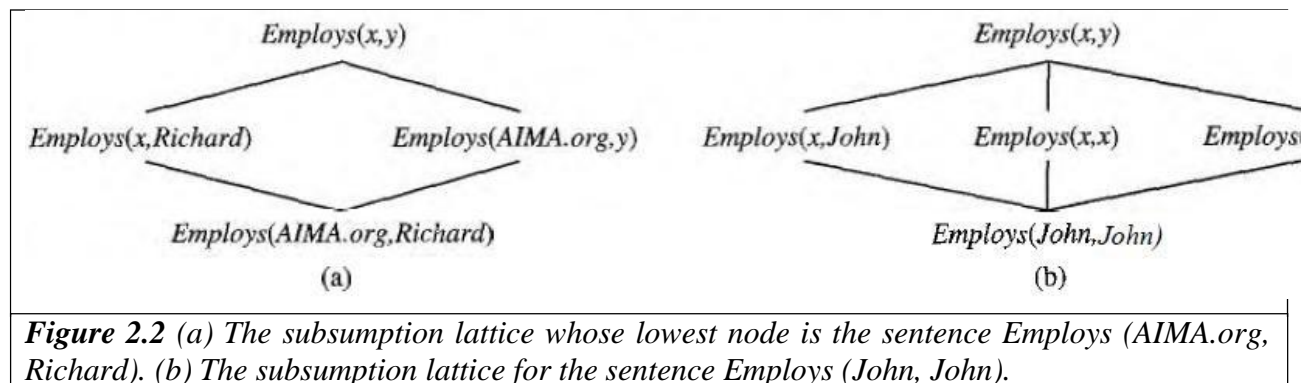 Employs(x,y) Employs(x,y)
Employs(x,Richard) Employs(AIMA.org,y) Employs(x,John) Employs(x,x) Employs(
Employs(AIMA.org,Richard) Employs(John,John)
(a) (b)
Figure 2.2 (a) The subsumption lattice whose lowest node is the sentence Employs (AIMA.org,
Richard). (b) The subsumption lattice for the sentence Employs (John, John).